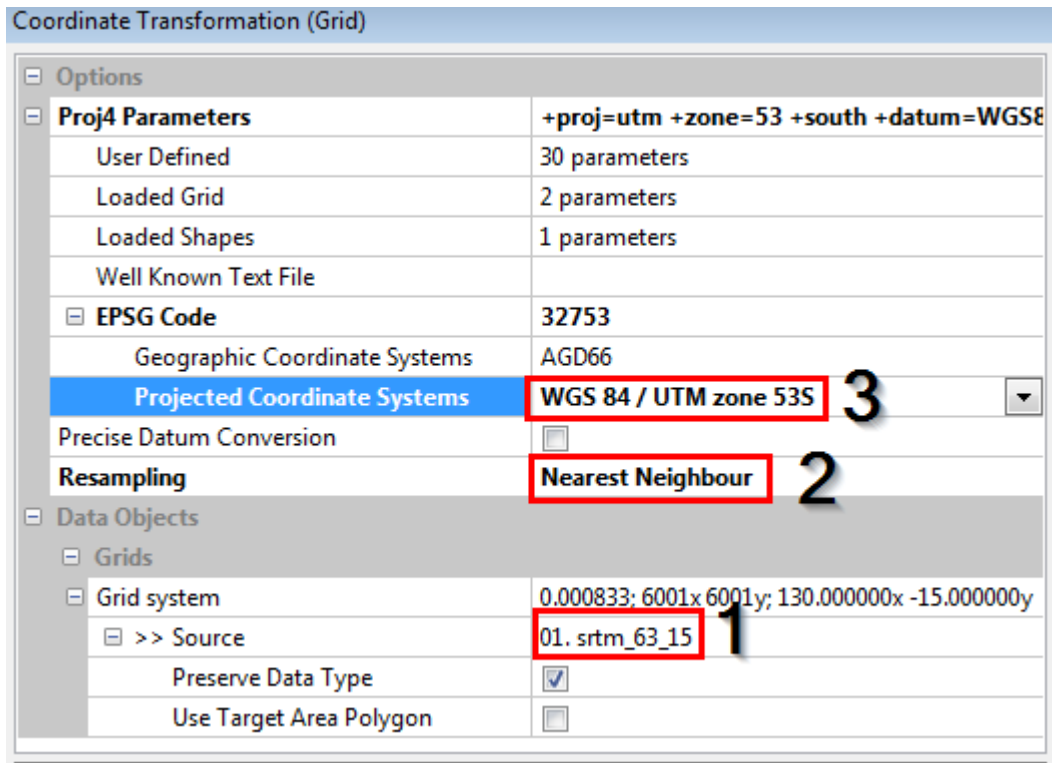 Coordinate Transformation (Grid)
Options
Proj4 Parameters +proj=utm +zone=53 +south +datum=WGS8
User Defined 30 parameters
Loaded Grid 2 parameters
Loaded Shapes 1 parameters
Well Known Text File
EPSG Code 32753
Geographic Coordinate Systems AGD66
Projected Coordinate Systems WGS 84 / UTM zone 53S 3
Precise Datum Conversion
Resampling Nearest Neighbour 2
Data Objects
Grids
Grid system 0.000833; 6001x 6001y; 130.000000x -15.000000y
>> Source 01. srtm_63_15 1
Preserve Data Type
Use Target Area Polygon